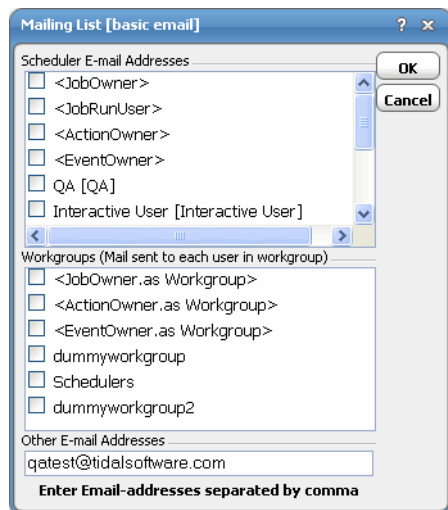 Mailing List [basic email]
? x
Scheduler E-mail Addresses
OK
Cancel
<JobOwner>
<JobRunUser>
<ActionOwner>
<EventOwner>
QA [QA]
Interactive User [Interactive User]
Workgroups (Mail sent to each user in workgroup)
<JobOwner.as Workgroup>
<ActionOwner.as Workgroup>
<EventOwner.as Workgroup>
dummyworkgroup
Schedulers
dummyworkgroup2
Other E-mail Addresses
qatest@tidalsoftware.com
Enter Email-addresses separated by comma